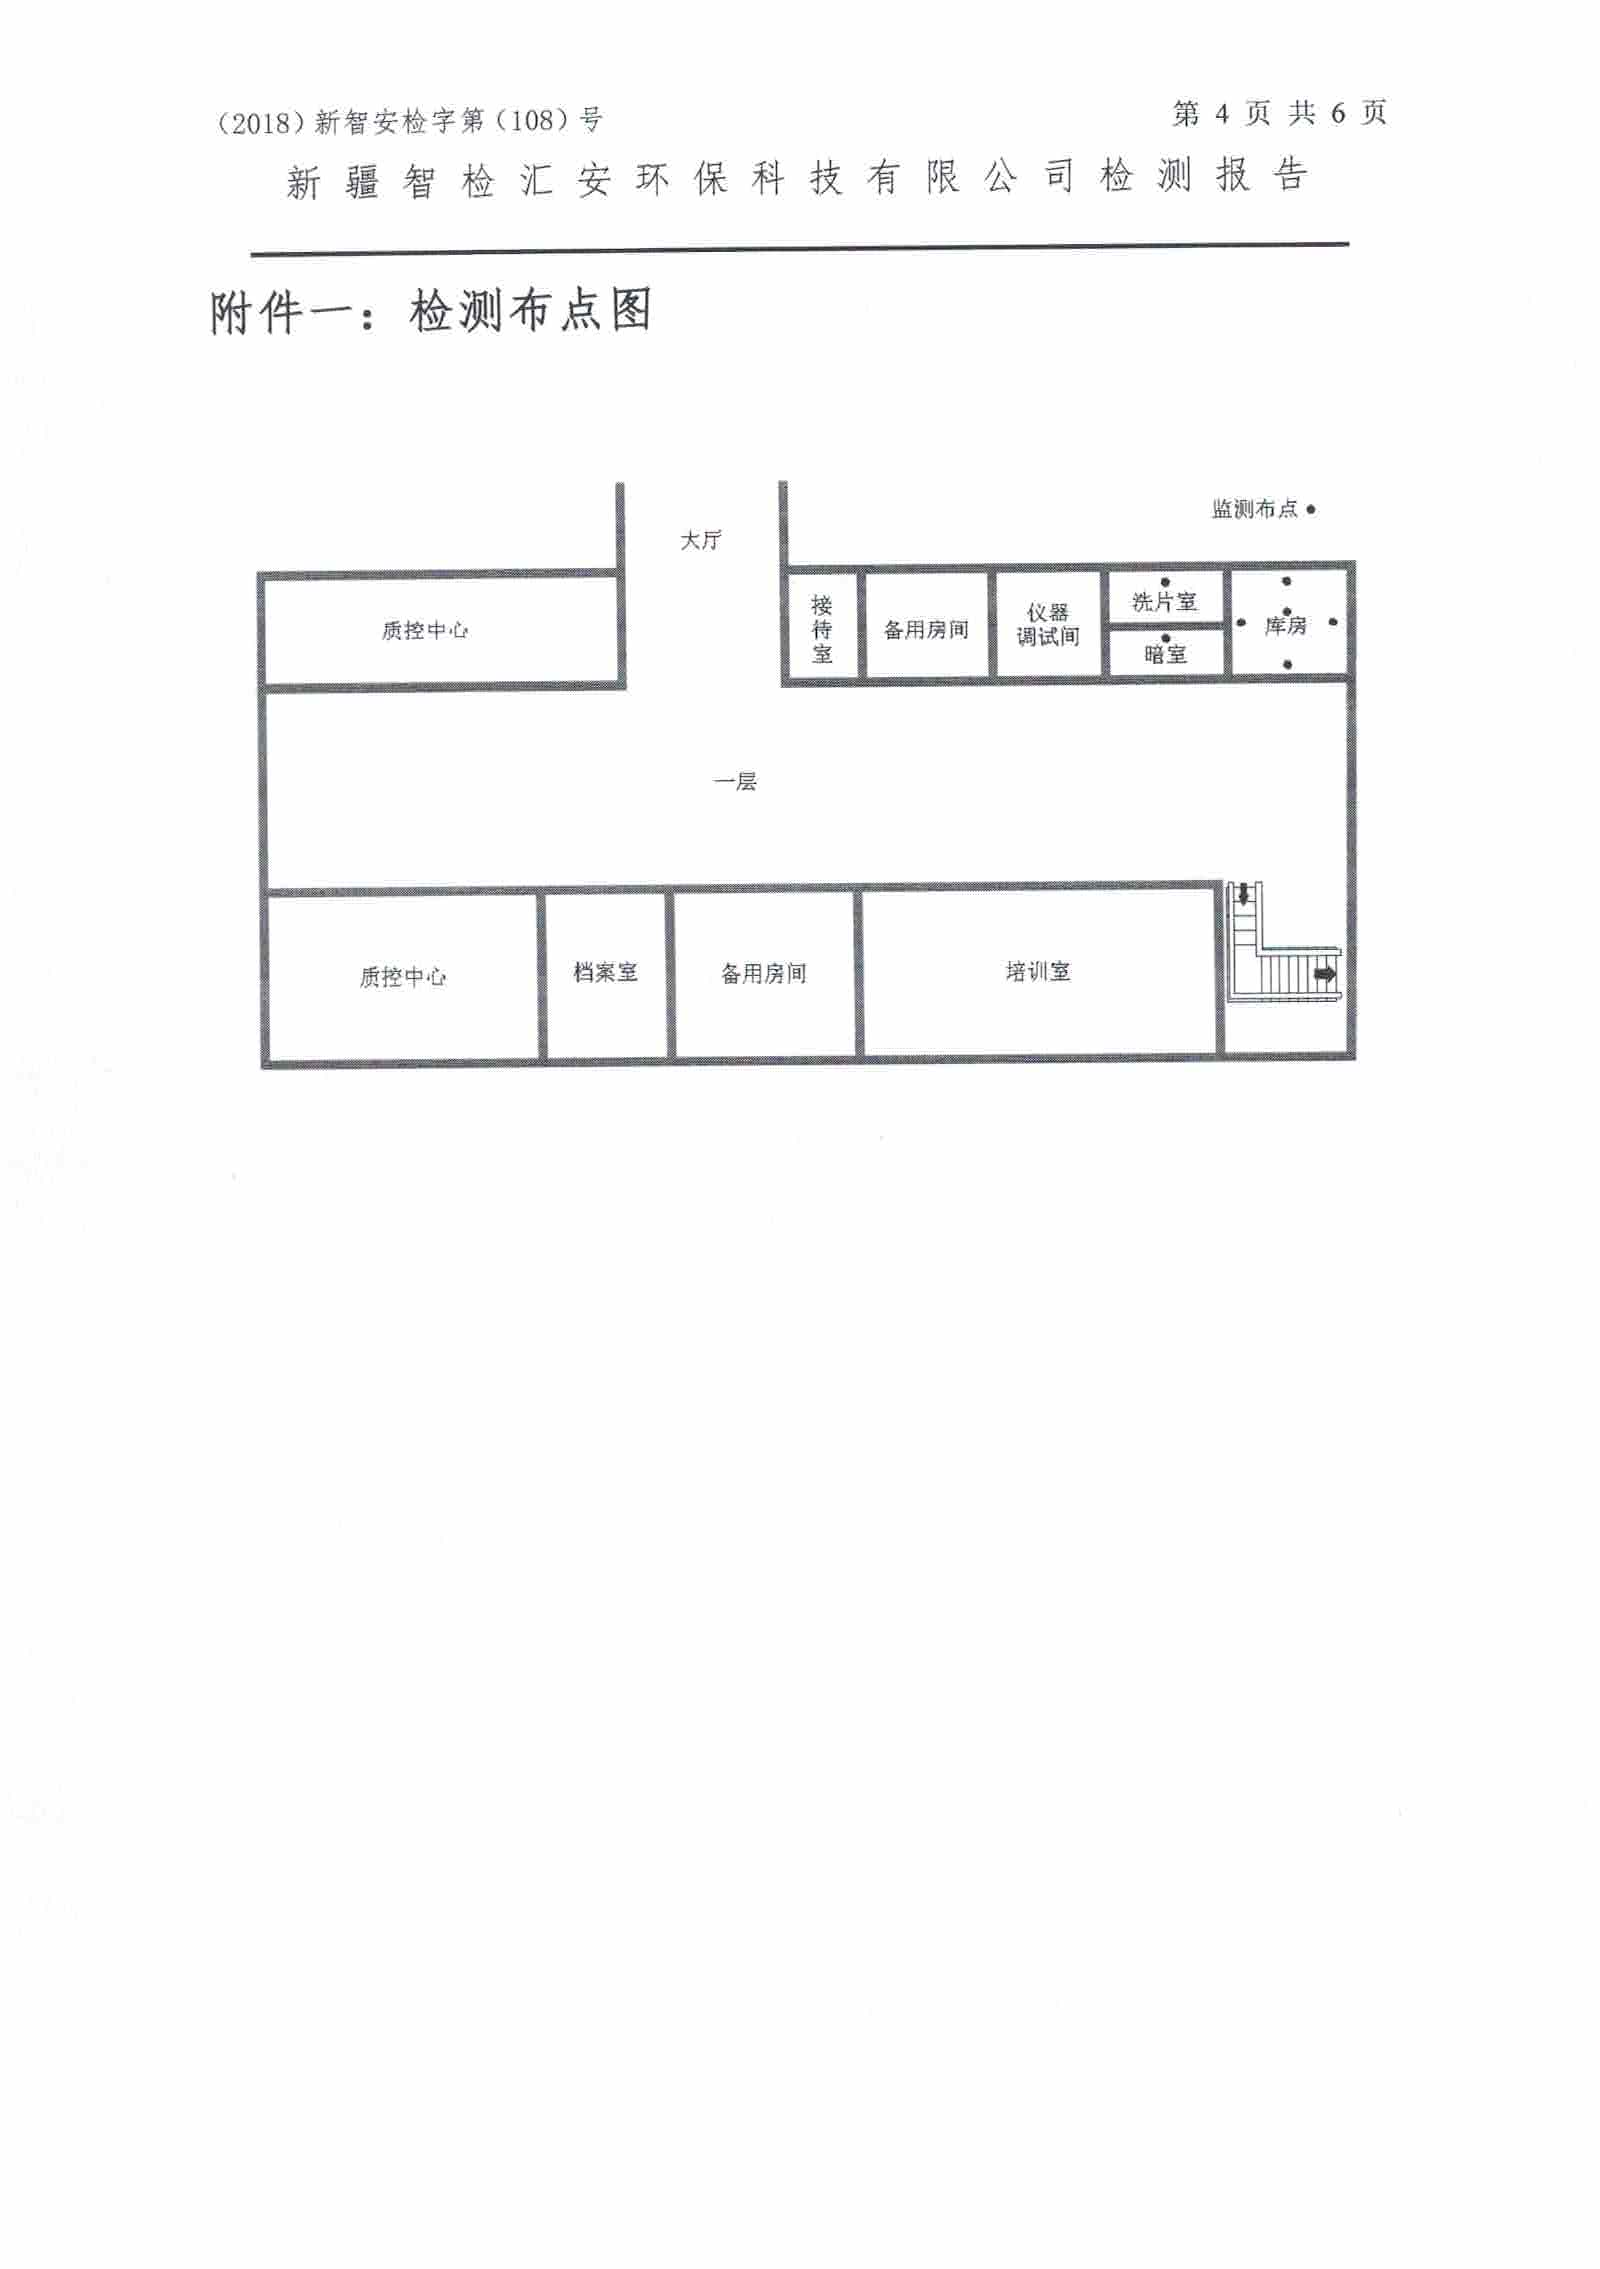 （2018）新智安检字第（108）号
第 4 页 共 6 页
新疆智检汇安环保科技有限公司检测报告
附件一：检测布点图
监测布点
大厅
质控中心
接待室
备用房间
仪器
调试间
洗片室
暗室
库房
一层
质控中心
档案室
备用房间
培训室